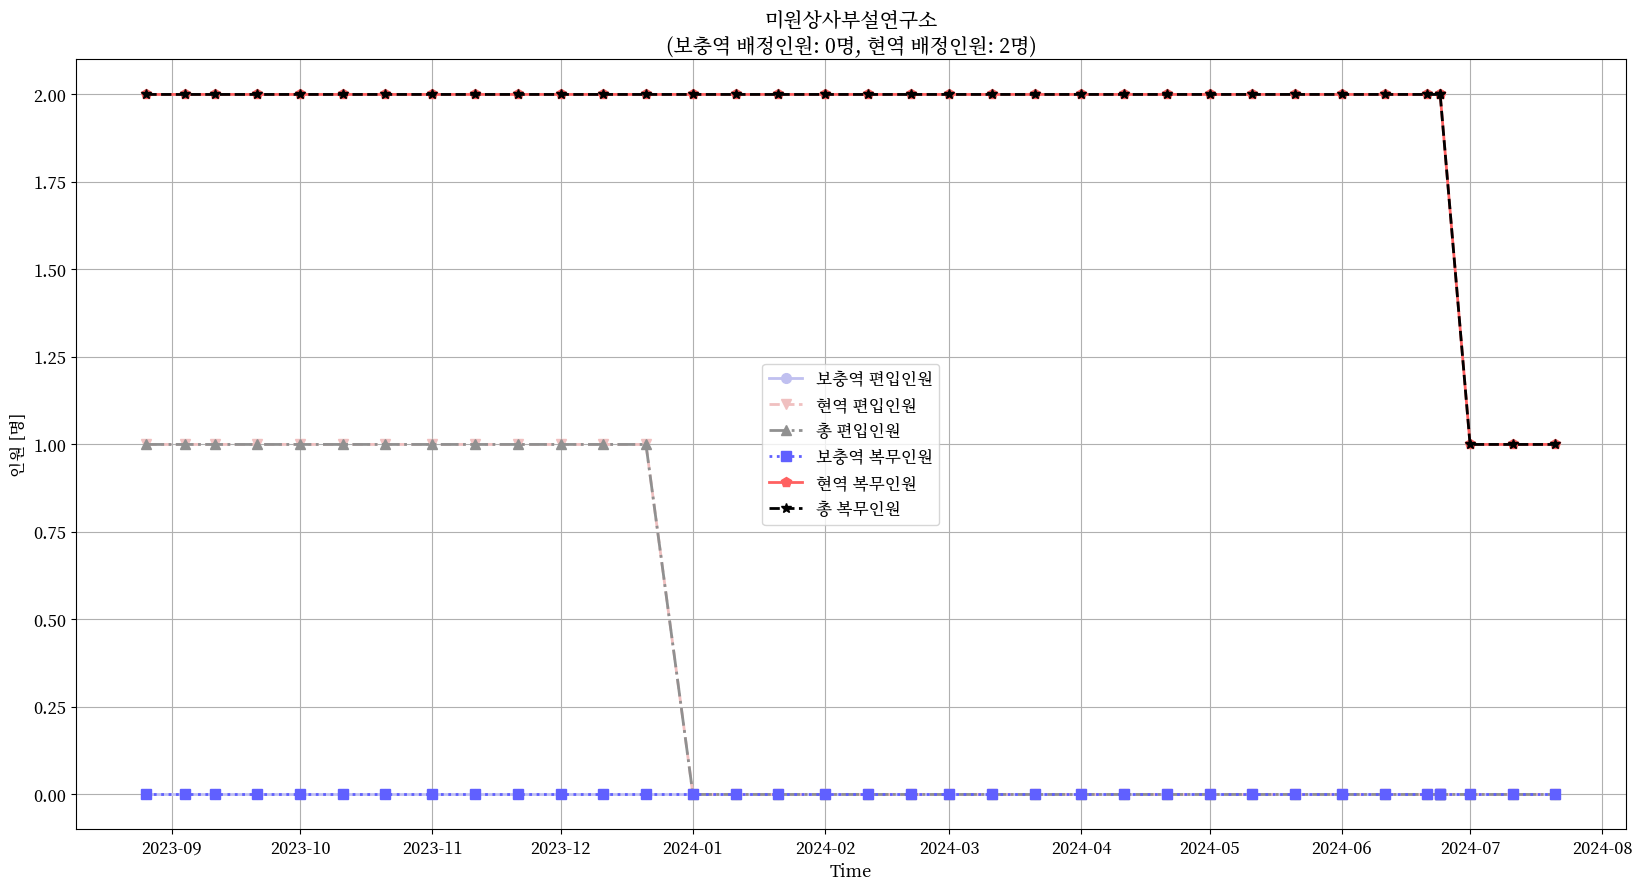 미원상사부설연구소
(보충역 배정인원: 0명, 현역 배정인원: 2명)
인원 [명]
2.00
1.75
1.50
1.25
1.00
0.75
0.50
0.25
0.00
보충역 편입인원
현역 편입인원
총 편입인원
보충역 복무인원
현역 복무인원
총 복무인원
2023-09 2023-10 2023-11 2023-12 2024-01 2024-02 2024-03 2024-04 2024-05 2024-06 2024-07 2024-08
Time